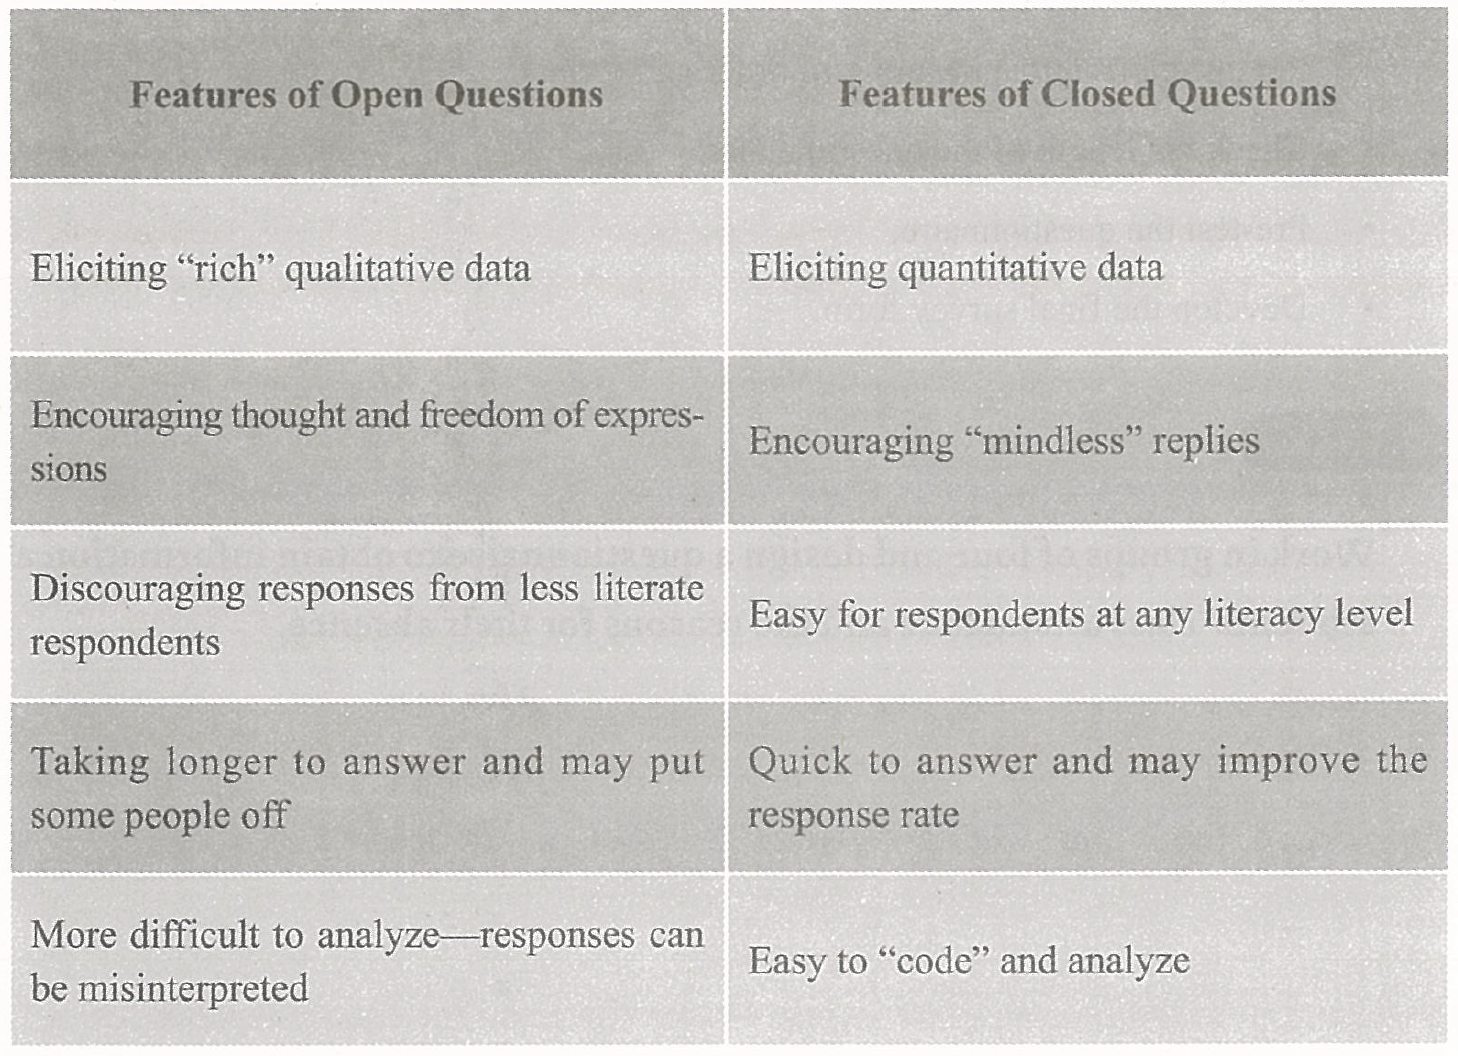 Features of Open Questions
Features of Closed Questions
Eliciting “rich” qualitative data
Eliciting quantitative data
Encouraging thought and freedom of expres-
sions
Encouraging “mindless” replies
Discouraging responses from less literate
respondents
Easy for respondents at any literacy level
Taking longer to answer and may put
some people off
Quick to answer and may improve the
response rate
More difficult to analyze—responses can
be misinterpreted
Easy to “code” and analyze